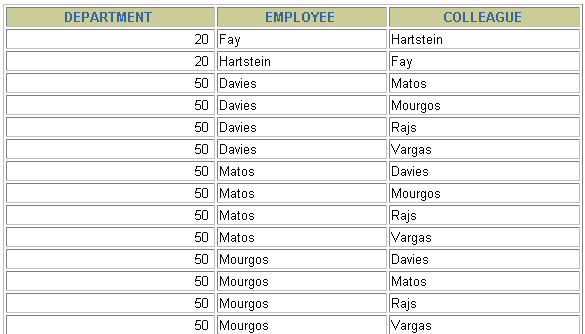 DEPARTMENT EMPLOYEE COLLEAGUE
20 Fay Hartstein
20 Hartstein Fay
50 Davies Matos
50 Davies Mourgos
50 Davies Rajs
50 Davies Vargas
50 Matos Davies
50 Matos Mourgos
50 Matos Rajs
50 Matos Vargas
50 Mourgos Davies
50 Mourgos Matos
50 Mourgos Rajs
50 Mourgos Vargas